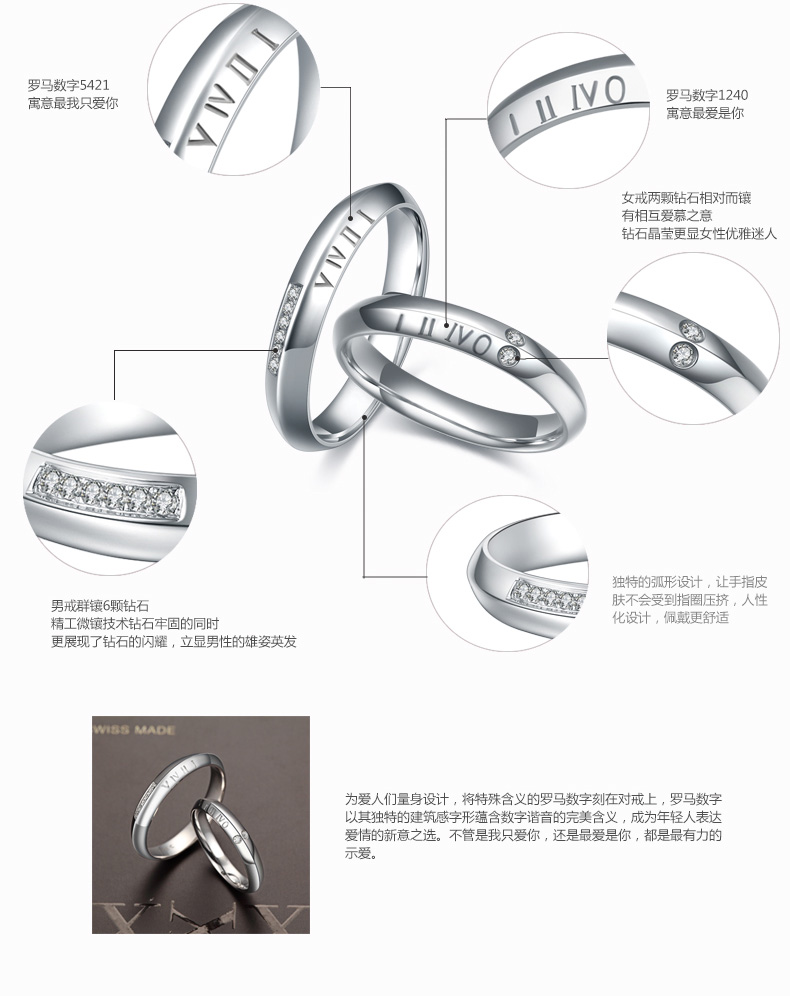 罗马数字5421
寓意最我只爱你
V IV II I
I II IV O
罗马数字1240
寓意最爱是你
女戒两颗钻石相对而镶
有相互爱慕之意
钻石晶莹更显女性优雅迷人
V IV II I
I II IV O
男戒群镶6颗钻石
精工微镶技术钻石牢固的同时
更展现了钻石的闪耀，立显男性的雄姿英发
独特的弧形设计，让手指皮
肤不会受到指圈压挤，人性
化设计，佩戴更舒适
WISS MADE
V IV II I
II IVO
为爱人们量身设计，将特殊含义的罗马数字刻在对戒上，罗马数字
以其独特的建筑感字形蕴含数字谐音的完美含义，成为年轻人表达
爱情的新意之选。不管是我只爱你，还是最爱是你，都是最有力的
示爱。